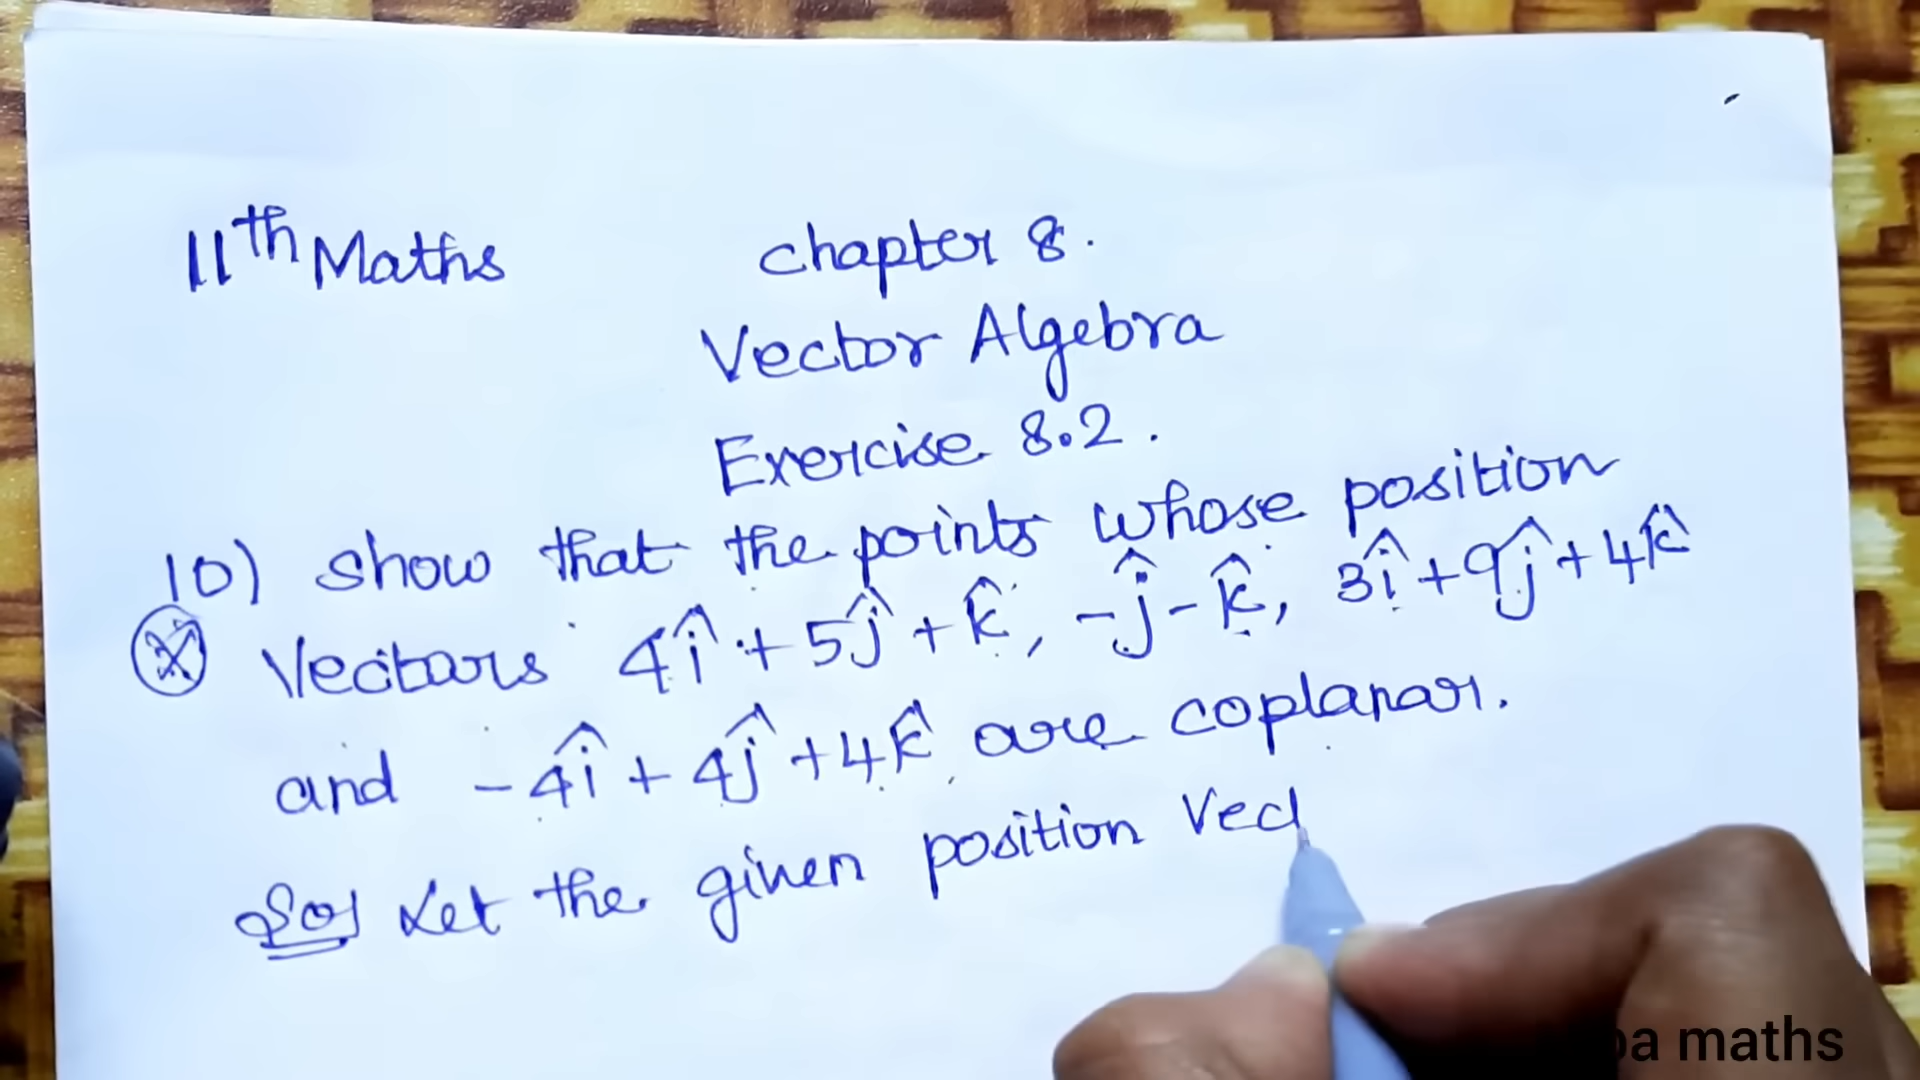 11th Maths chapter 8.
Vector Algebra
Exercise 8.2.
10) Show that the points whose position
Vectors 4î + 5ĵ + k̂, -ĵ - k̂, 3î + 9ĵ + 4k̂
and -4î + 4ĵ + 4k̂ are coplanar.
Sol Let the given position Vec
maths